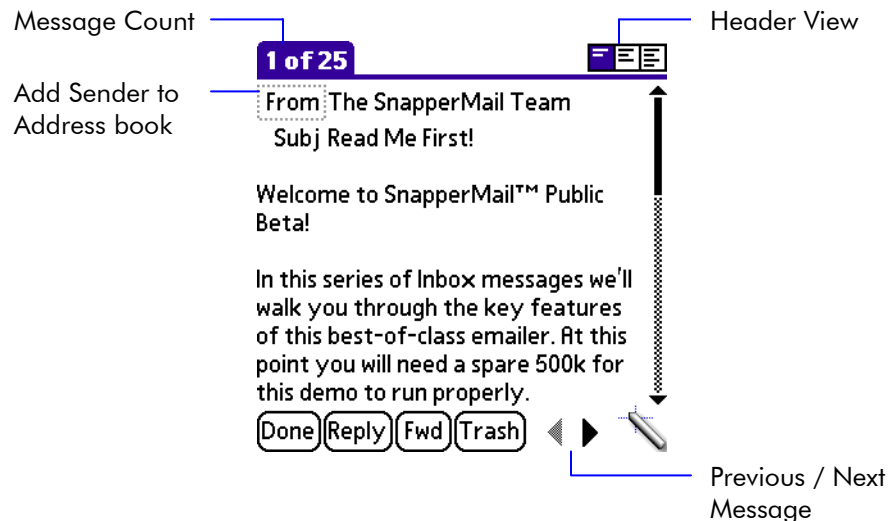 Message Count
Header View
1 of 25
Add Sender to
Address book
From The SnapperMail Team
Subj Read Me First!
Welcome to SnapperMail™ Public
Beta!
In this series of Inbox messages we'll
walk you through the key features
of this best-of-class emailer. At this
point you will need a spare 500k for
this demo to run properly.
Done Reply Fwd Trash
Previous / Next
Message